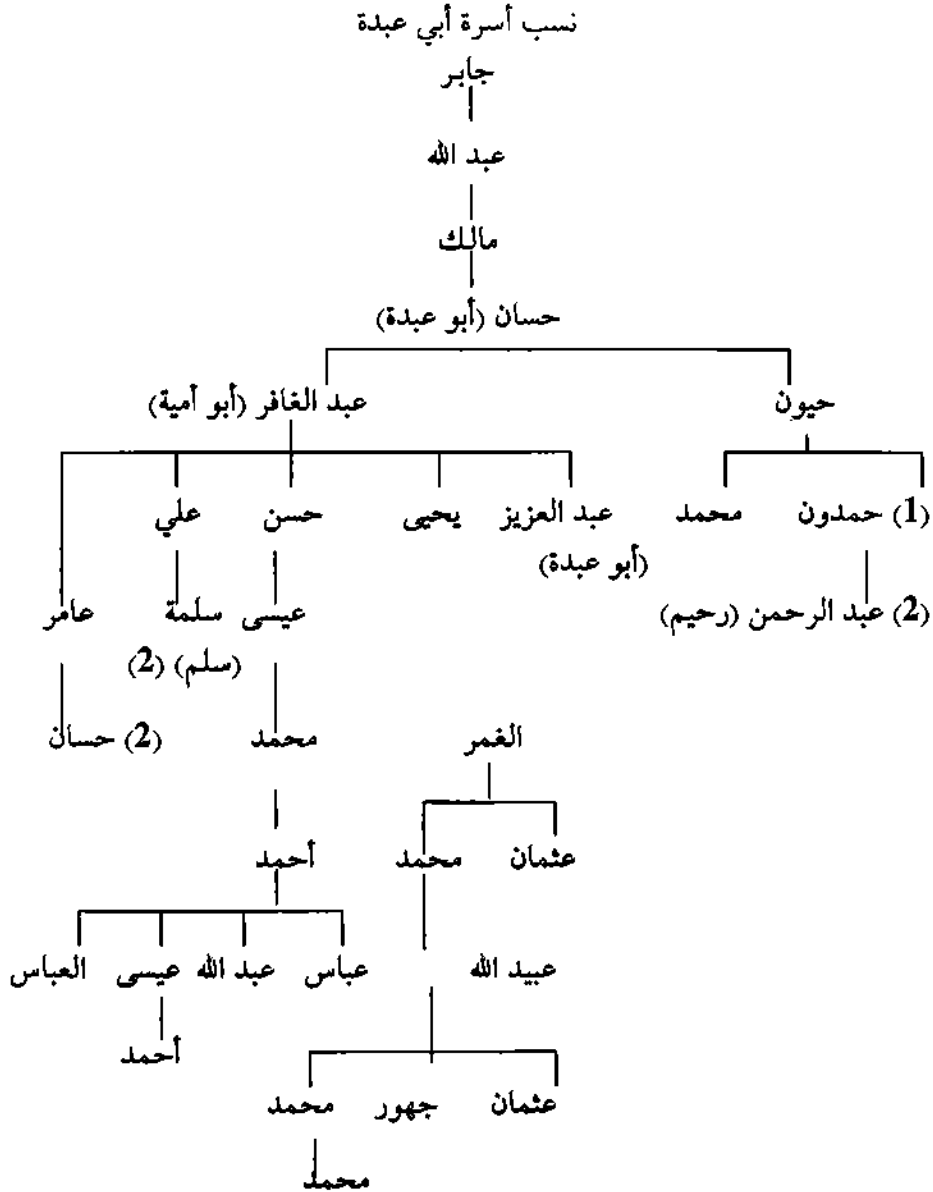 نسب أسرة أبي عبدة
جابر
عبد الله
مالك
حسان (أبو عبدة)
حيون عبد الغافر (أبو أمية)
(1) حمدون محمد عبد العزيز يحيى حسن علي
(أبو عبدة)
(2) عبد الرحمن (رحيم) عيسى سلمة عامر
(سلم) (2)
الغمر محمد (2) حسان
عثمان محمد أحمد
عبيد الله عباس عبد الله عيسى العباس
أحمد
عثمان جهور محمد
محمد